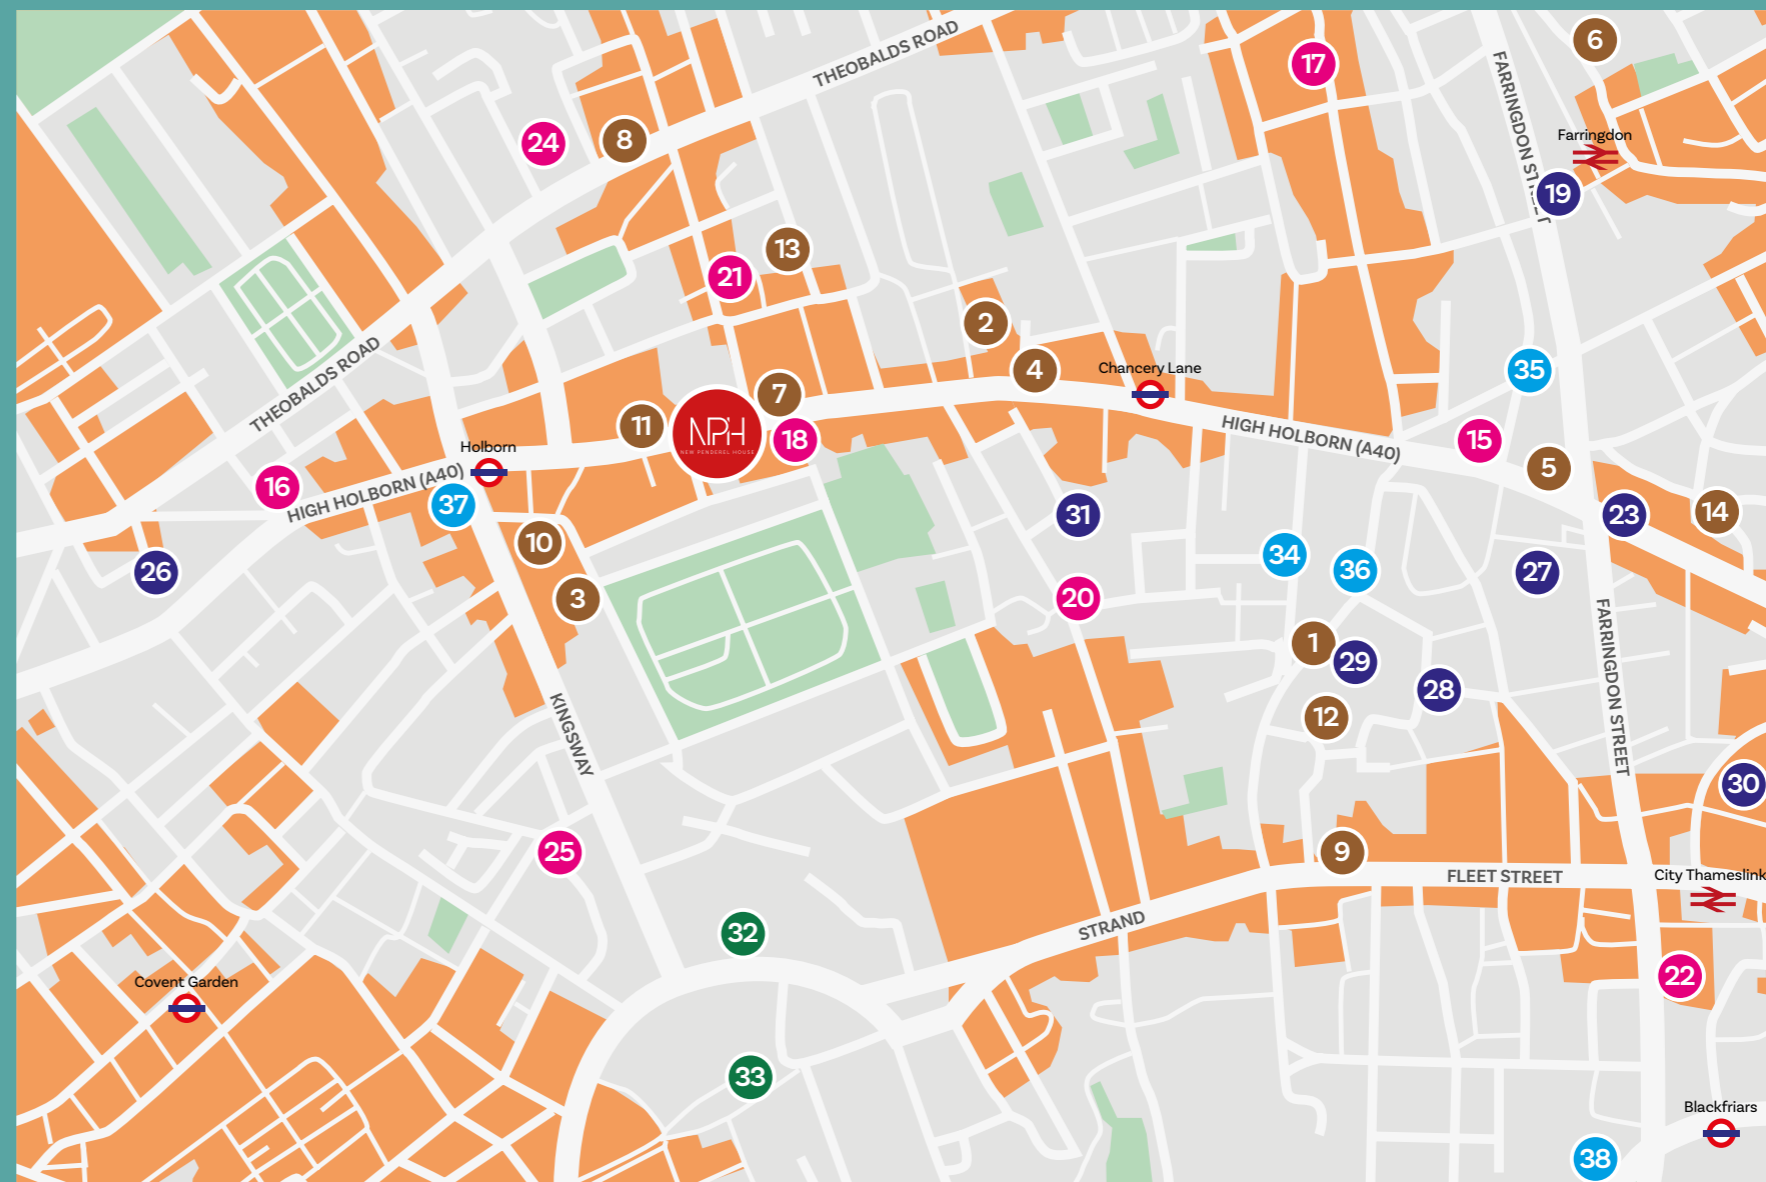 THEOBALDS ROAD
17
6
FARRINGDON STREET
Farringdon
24
8
19
13
21
2
4
Chancery Lane
35
THEOBALDS ROAD
7
11
NPH
NEW PENDEREL HOUSE
18
HIGH HOLBORN (A40)
15
5
Holborn
16
HIGH HOLBORN (A40)
37
31
23
14
10
26
34
36
27
3
20
1
29
28
12
FARRINGDON STREET
KINGSWAY
30
25
9
FLEET STREET
City Thameslink
STRAND
32
22
Covent Garden
33
Blackfriars
38